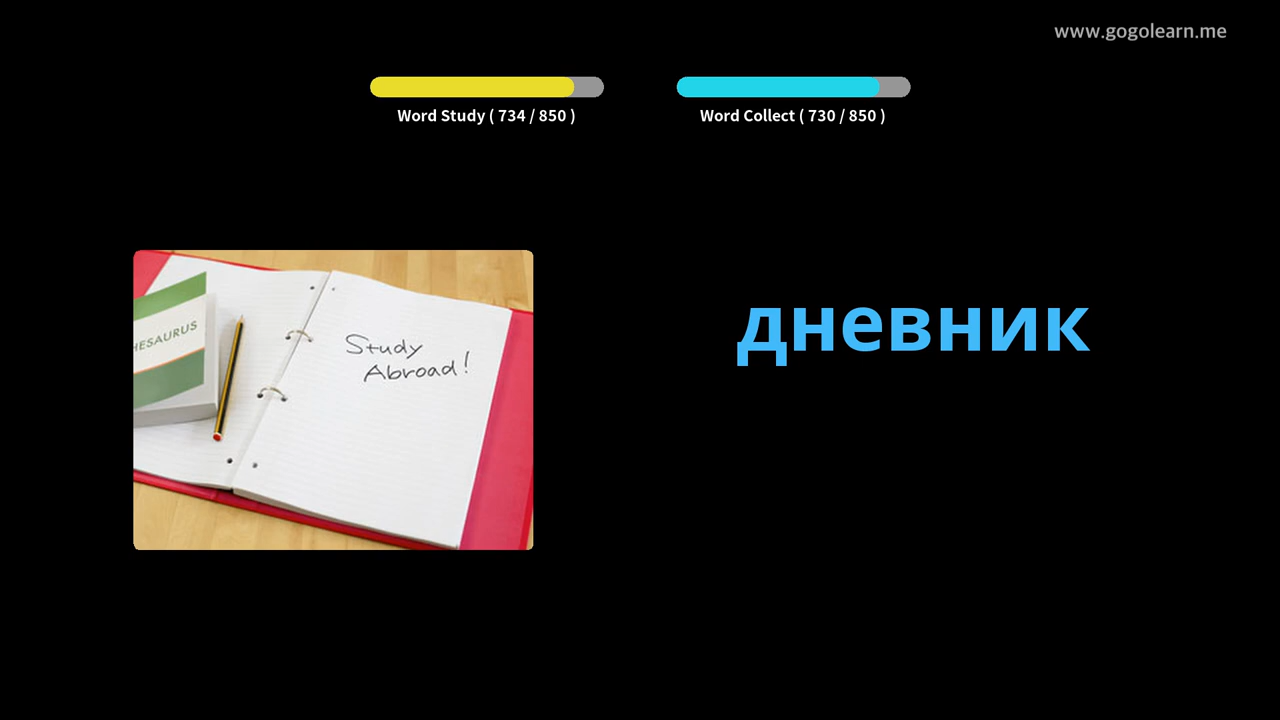 www.gogolearn.me
Word Study ( 734 / 850 )
Word Collect ( 730 / 850 )
HESAURUS
Study
Abroad!
дневник